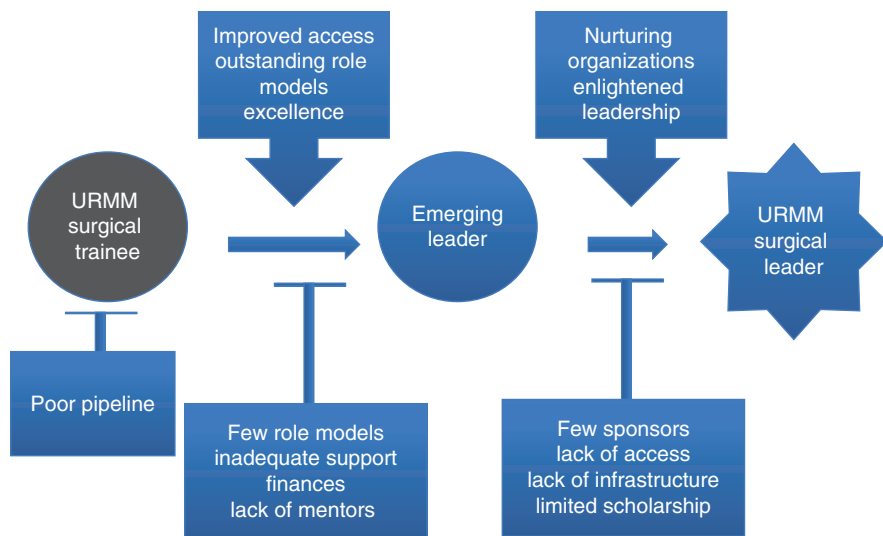 Improved access
outstanding role
models
excellence
Nurturing
organizations
enlightened
leadership
URMM
surgical
trainee
Emerging
leader
URMM
surgical
leader
Poor pipeline
Few role models
inadequate support
finances
lack of mentors
Few sponsors
lack of access
lack of infrastructure
limited scholarship